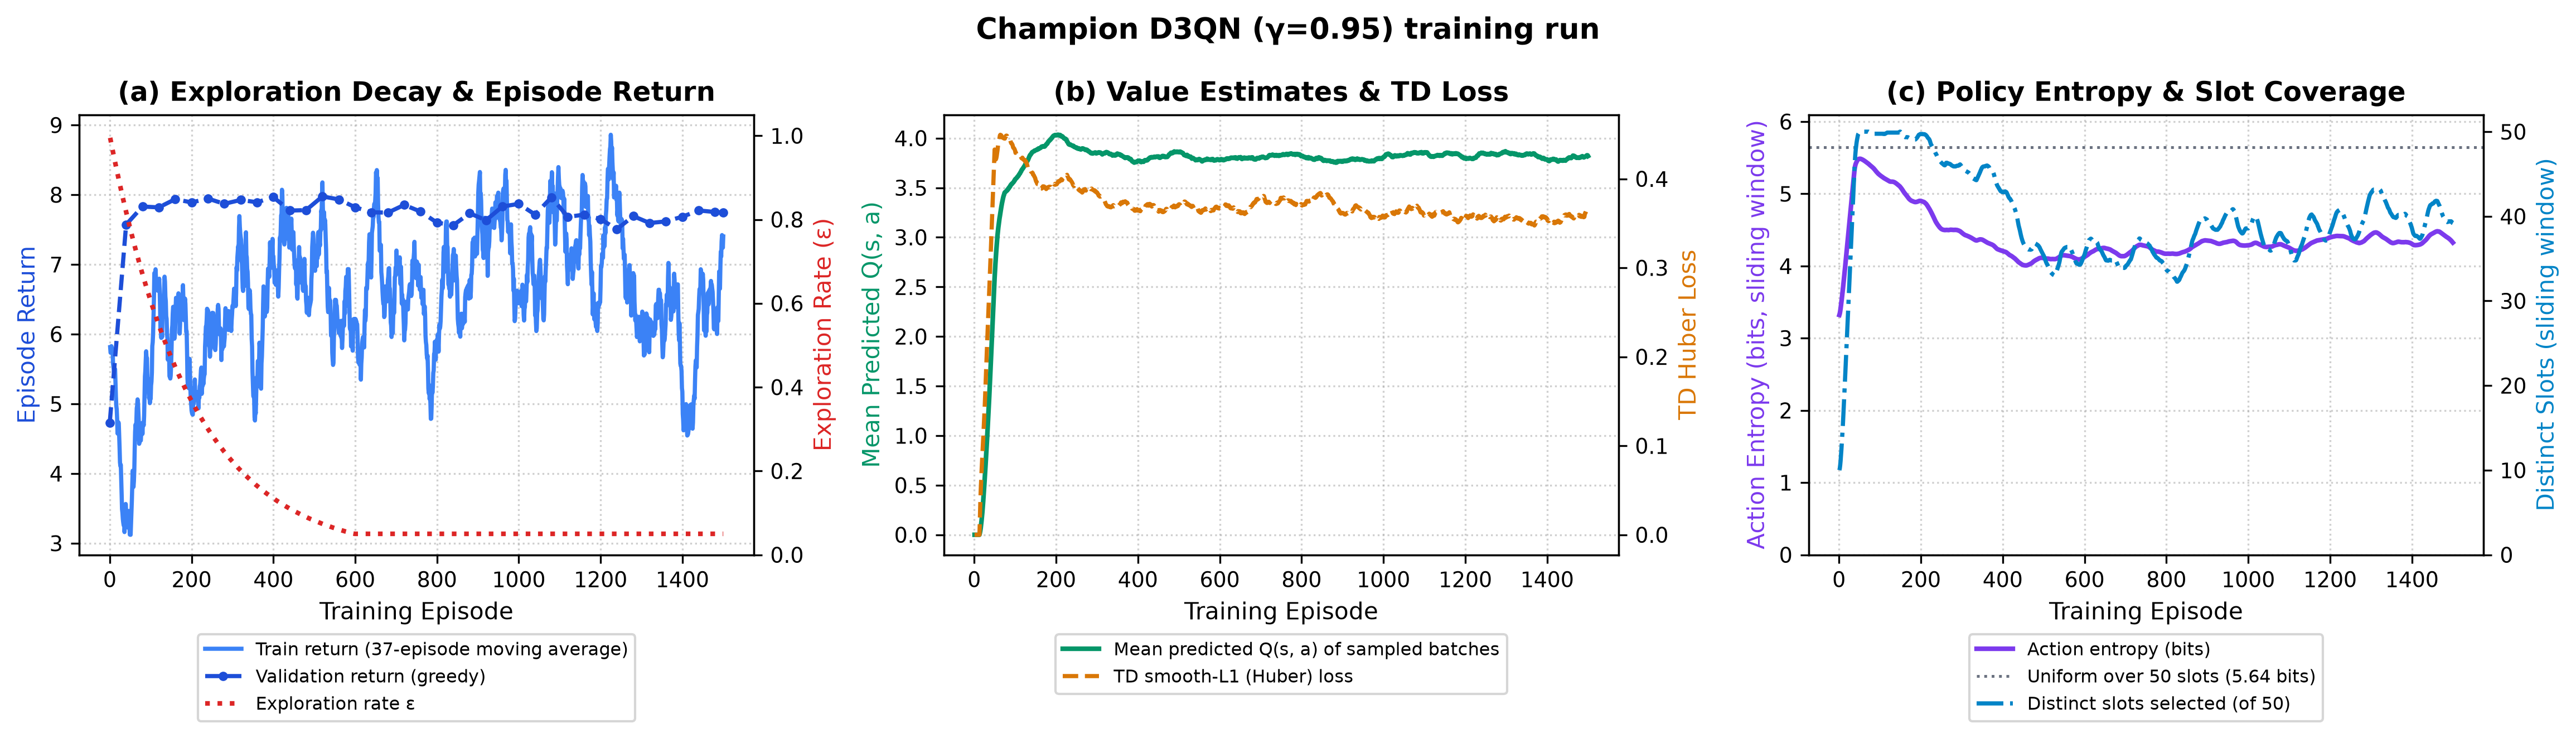 Champion D3QN (γ=0.95) training run
(a) Exploration Decay & Episode Return
9
8
7
6
5
4
3
Episode Return
1.0
0.8
0.6
0.4
0.2
0.0
Exploration Rate (ε)
0 200 400 600 800 1000 1200 1400
Training Episode
Train return (37-episode moving average)
Validation return (greedy)
Exploration rate ε
(b) Value Estimates & TD Loss
4.0
3.5
3.0
2.5
2.0
1.5
1.0
0.5
0.0
Mean Predicted Q(s, a)
0.4
0.3
0.2
0.1
0.0
TD Huber Loss
0 200 400 600 800 1000 1200 1400
Training Episode
Mean predicted Q(s, a) of sampled batches
TD smooth-L1 (Huber) loss
(c) Policy Entropy & Slot Coverage
6
5
4
3
2
1
0
Action Entropy (bits, sliding window)
50
40
30
20
10
0
Distinct Slots (sliding window)
0 200 400 600 800 1000 1200 1400
Training Episode
Action entropy (bits)
Uniform over 50 slots (5.64 bits)
Distinct slots selected (of 50)